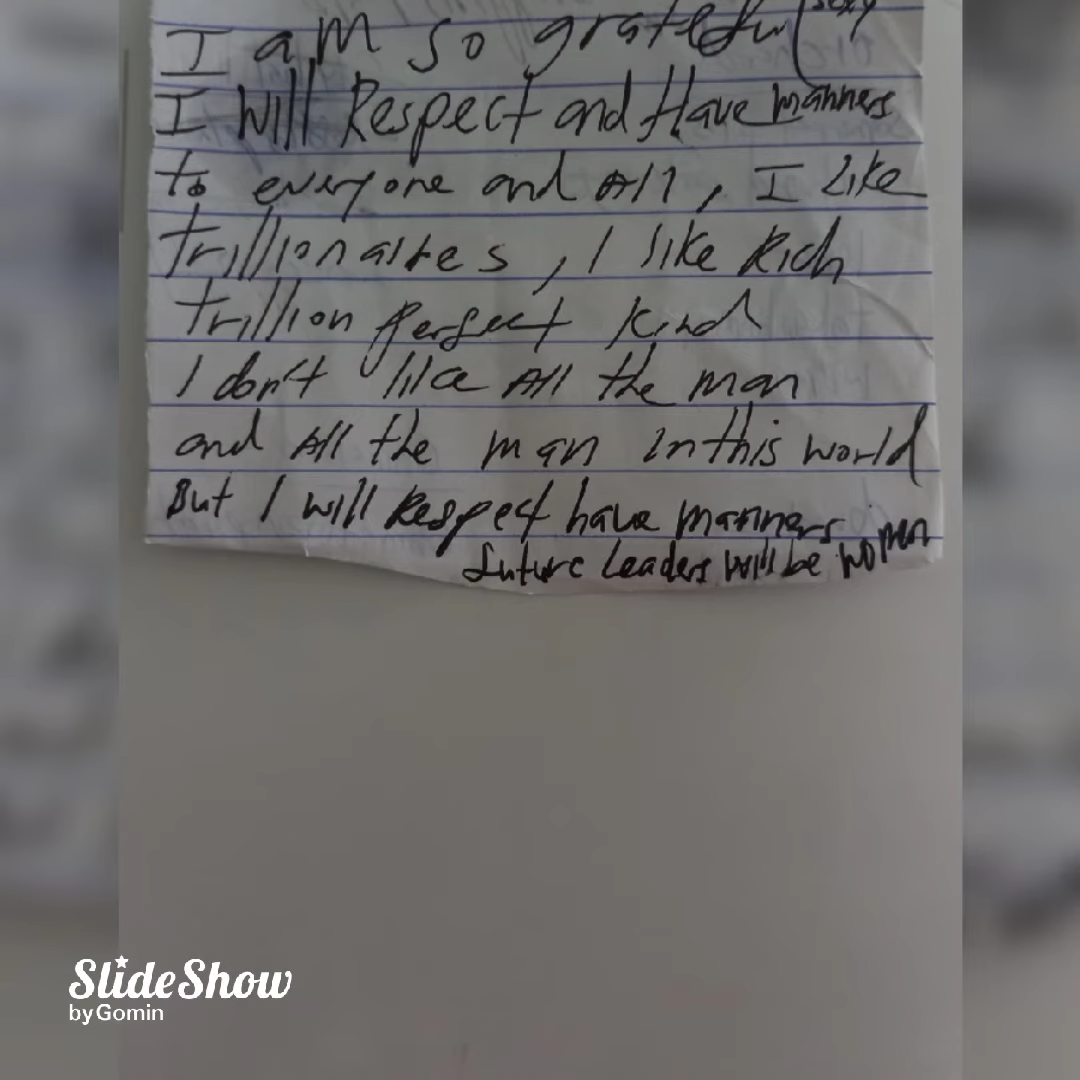 I am so grateful
I will Respect and Have manners
to everyone and All, I like
trillionaires, I like Rich
trillion Perfect kind
I don't like All the man
and All the man in this world
But I will Respect have manners
future leaders will be women
SlideShow
by Gomin